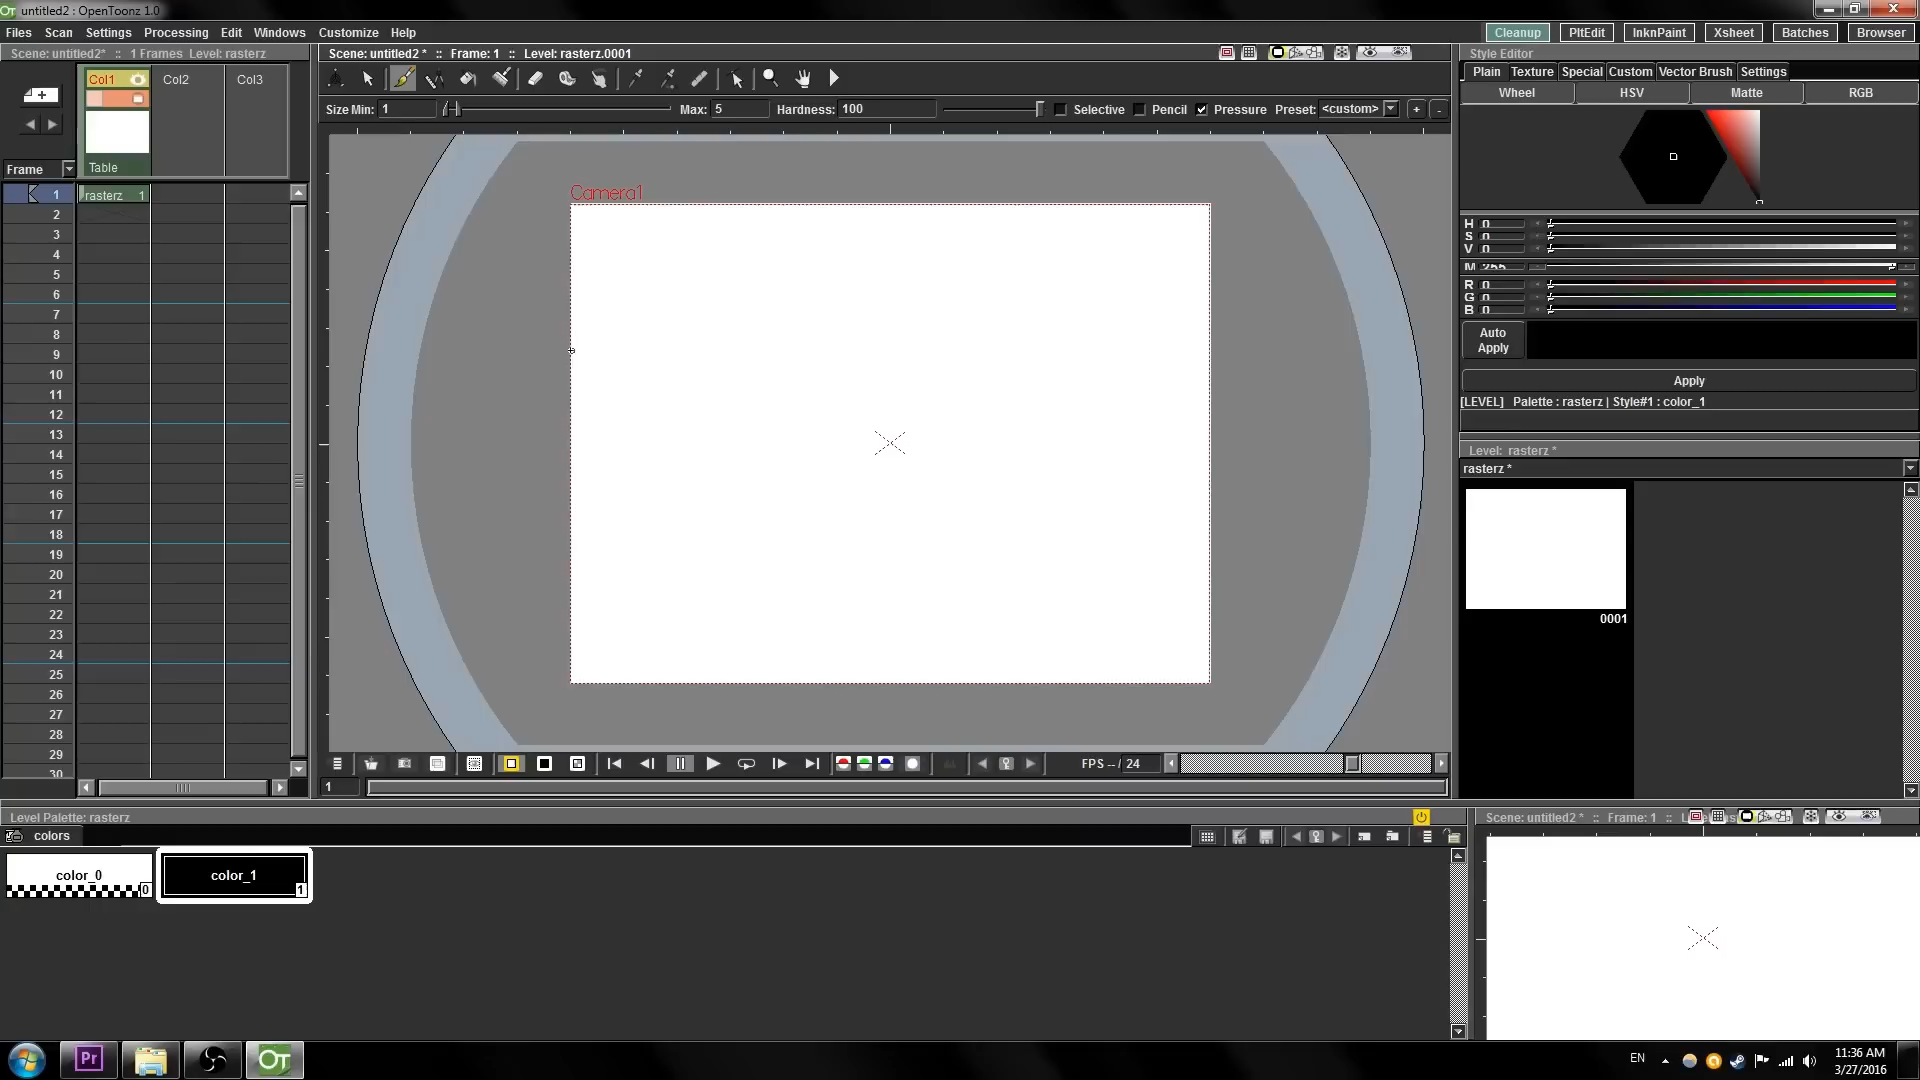 untitled2 : OpenToonz 1.0
Files Scan Settings Processing Edit Windows Customize Help
Cleanup PltEdit InknPaint Xsheet Batches Browser
Scene: untitled2* :: 1 Frames Level: rasterz
Scene: untitled2 * :: Frame: 1 :: Level: rasterz.0001
Style Editor
Plain Texture Special Custom Vector Brush Settings
Wheel HSV Matte RGB
Col1 Col2 Col3
Table
Frame
Size Min: 1 Max: 5 Hardness: 100 Selective Pencil Pressure Preset: <custom> + -
Camera1
1 rasterz 1
2
3
4
5
6
7
8
9
10
11
12
13
14
15
16
17
18
19
20
21
22
23
24
25
26
27
28
29
30
H 0
S 0
V 0
M 255
R 0
G 0
B 0
Auto
Apply
Apply
[LEVEL] Palette : rasterz | Style#1 : color_1
Level: rasterz *
rasterz *
0001
FPS -- / 24
1
Level Palette: rasterz
colors
color_0 0
color_1 1
Scene: untitled2 * :: Frame: 1 ::
Pr
OT
EN
11:36 AM
3/27/2016